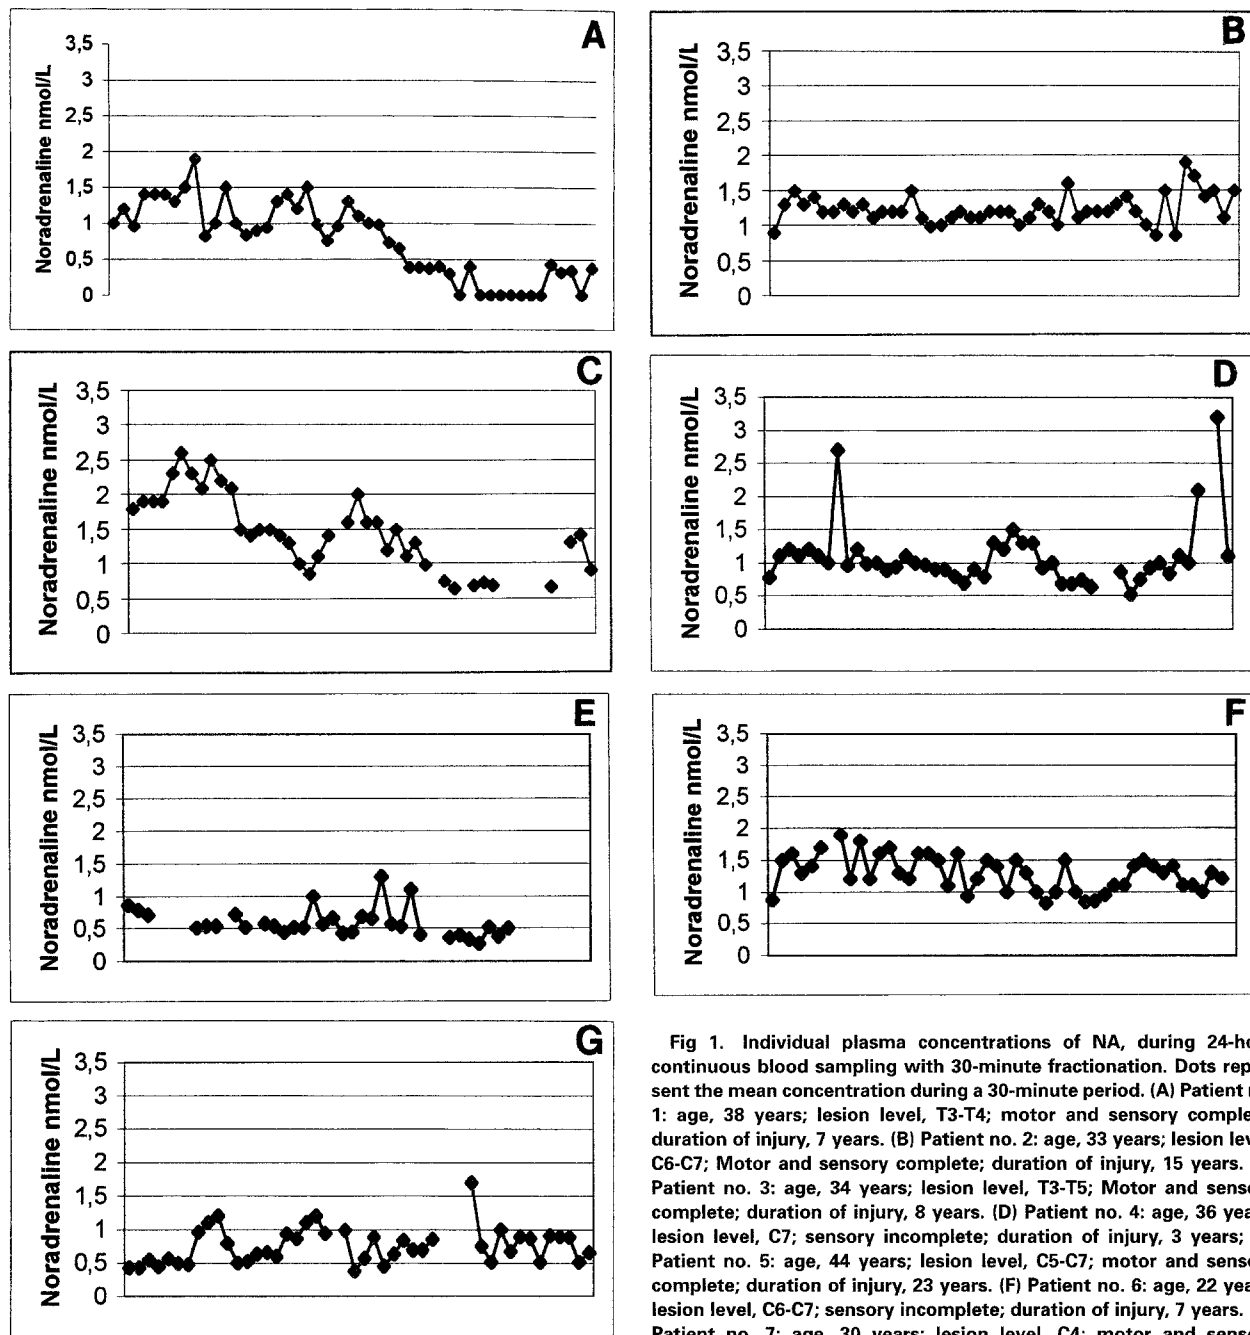 A
Noradrenaline nmol/L
3,5
3
2,5
2
1,5
1
0,5
0
B
Noradrenaline nmol/L
3,5
3
2,5
2
1,5
1
0,5
0
C
Noradrenaline nmol/L
3,5
3
2,5
2
1,5
1
0,5
0
D
Noradrenaline nmol/L
3,5
3
2,5
2
1,5
1
0,5
0
E
Noradrenaline nmol/L
3,5
3
2,5
2
1,5
1
0,5
0
F
Noradrenaline nmol/L
3,5
3
2,5
2
1,5
1
0,5
0
G
Noradrenaline nmol/L
3,5
3
2,5
2
1,5
1
0,5
0
Fig 1. Individual plasma concentrations of NA, during
continuous blood sampling with 30-minute fractionation. Dots
sent the mean concentration during a 30-minute period. (A) Patient
1: age, 38 years; lesion level, T3-T4; motor and sensory
duration of injury, 7 years. (B) Patient no. 2: age, 33 years; lesion
C6-C7; Motor and sensory complete; duration of injury, 15 years.
Patient no. 3: age, 34 years; lesion level, T3-T5; Motor and
complete; duration of injury, 8 years. (D) Patient no. 4: age, 36
lesion level, C7; sensory incomplete; duration of injury, 3 years;
Patient no. 5: age, 44 years; lesion level, C5-C7; motor and
complete; duration of injury, 23 years. (F) Patient no. 6: age, 22
lesion level, C6-C7; sensory incomplete; duration of injury, 7 years.
Patient no. 7: age, 30 years; lesion level, C4; motor and